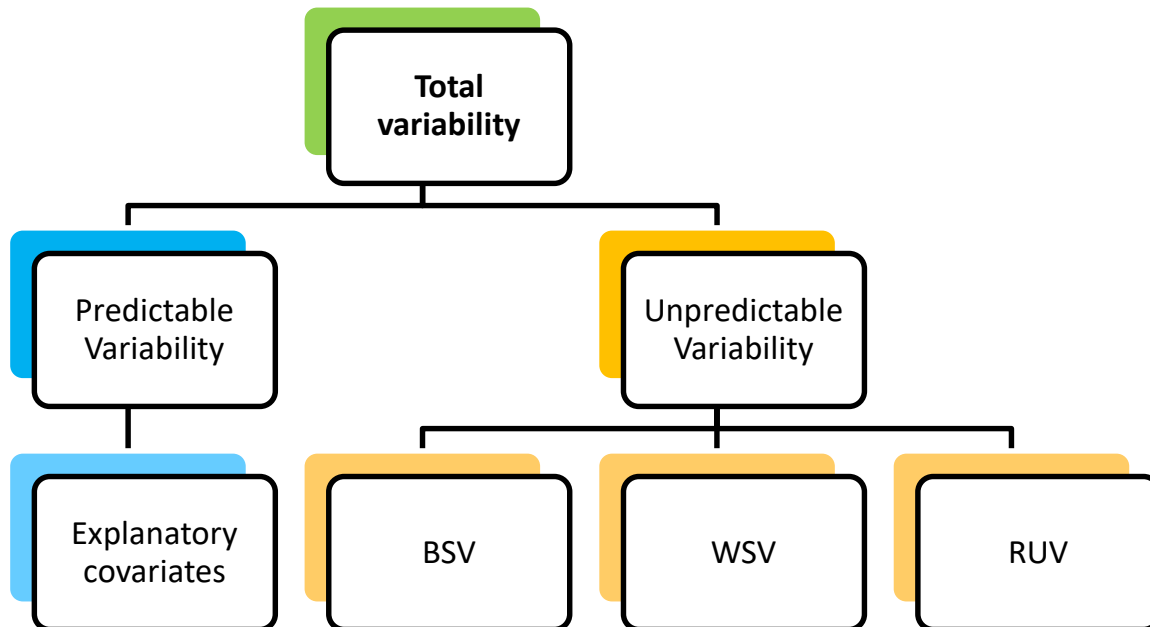 Total
variability
Predictable
Variability
Unpredictable
Variability
Explanatory
covariates
BSV
WSV
RUV